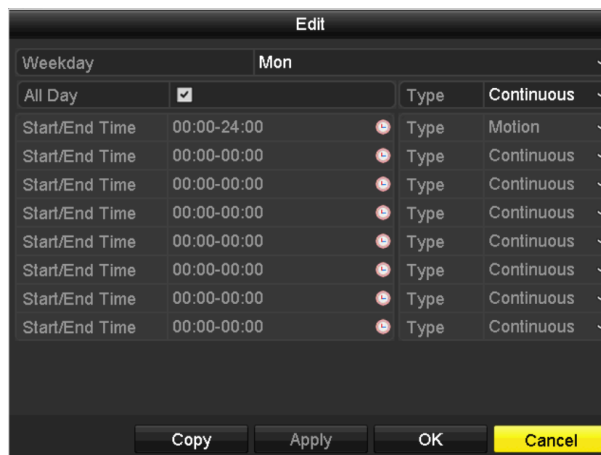 Edit
Weekday Mon
All Day Type Continuous
Start/End Time 00:00-24:00 Type Motion
Start/End Time 00:00-00:00 Type Continuous
Start/End Time 00:00-00:00 Type Continuous
Start/End Time 00:00-00:00 Type Continuous
Start/End Time 00:00-00:00 Type Continuous
Start/End Time 00:00-00:00 Type Continuous
Start/End Time 00:00-00:00 Type Continuous
Start/End Time 00:00-00:00 Type Continuous
Copy Apply OK Cancel